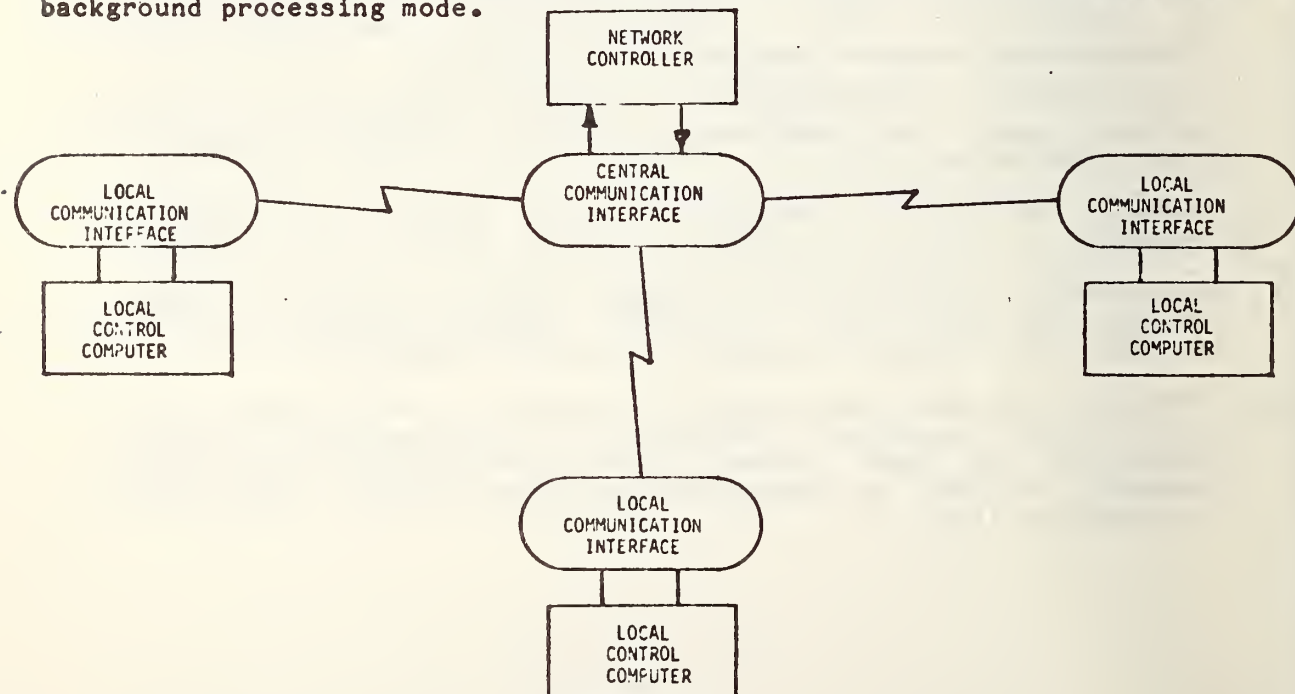 background processing mode.
NETWORK
CONTROLLER
CENTRAL
COMMUNICATION
INTERFACE
LOCAL
COMMUNICATION
INTERFACE
LOCAL
CONTROL
COMPUTER
LOCAL
COMMUNICATION
INTERFACE
LOCAL
CONTROL
COMPUTER
LOCAL
COMMUNICATION
INTERFACE
LOCAL
CONTROL
COMPUTER